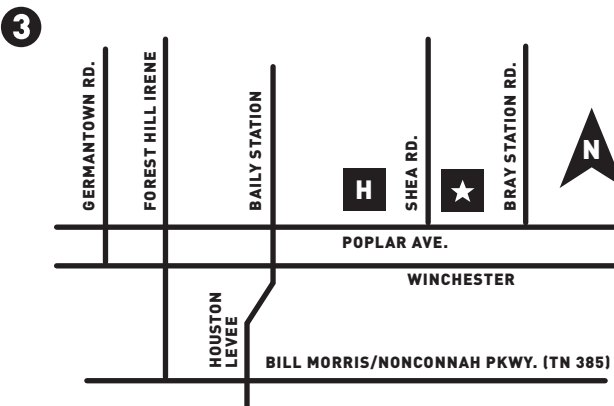 3
GERMANTOWN RD.
FOREST HILL IRENE
BAILY STATION
H
SHEA RD.
BRAY STATION RD.
N
POPLAR AVE.
WINCHESTER
HOUSTON
LEVEE
BILL MORRIS/NONCONNAH PKWY. (TN 385)